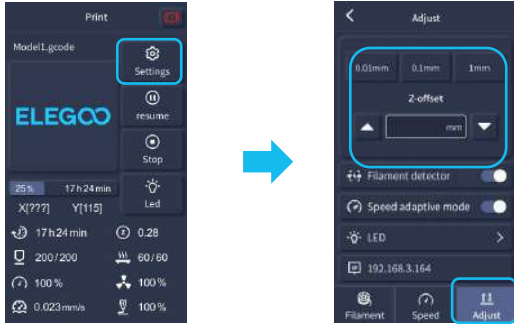 Print
Model1.gcode
Settings
ELEGOO
resume
Stop
25%
17h24min
X[???] Y[115]
Led
17h24min
0.28
200/200
60/60
100%
100%
0.023mm/s
100%
Adjust
0.01mm
0.1mm
1mm
Z-offset
mm
Filament detector
Speed adaptive mode
LED
192.168.3.164
Filament
Speed
Adjust